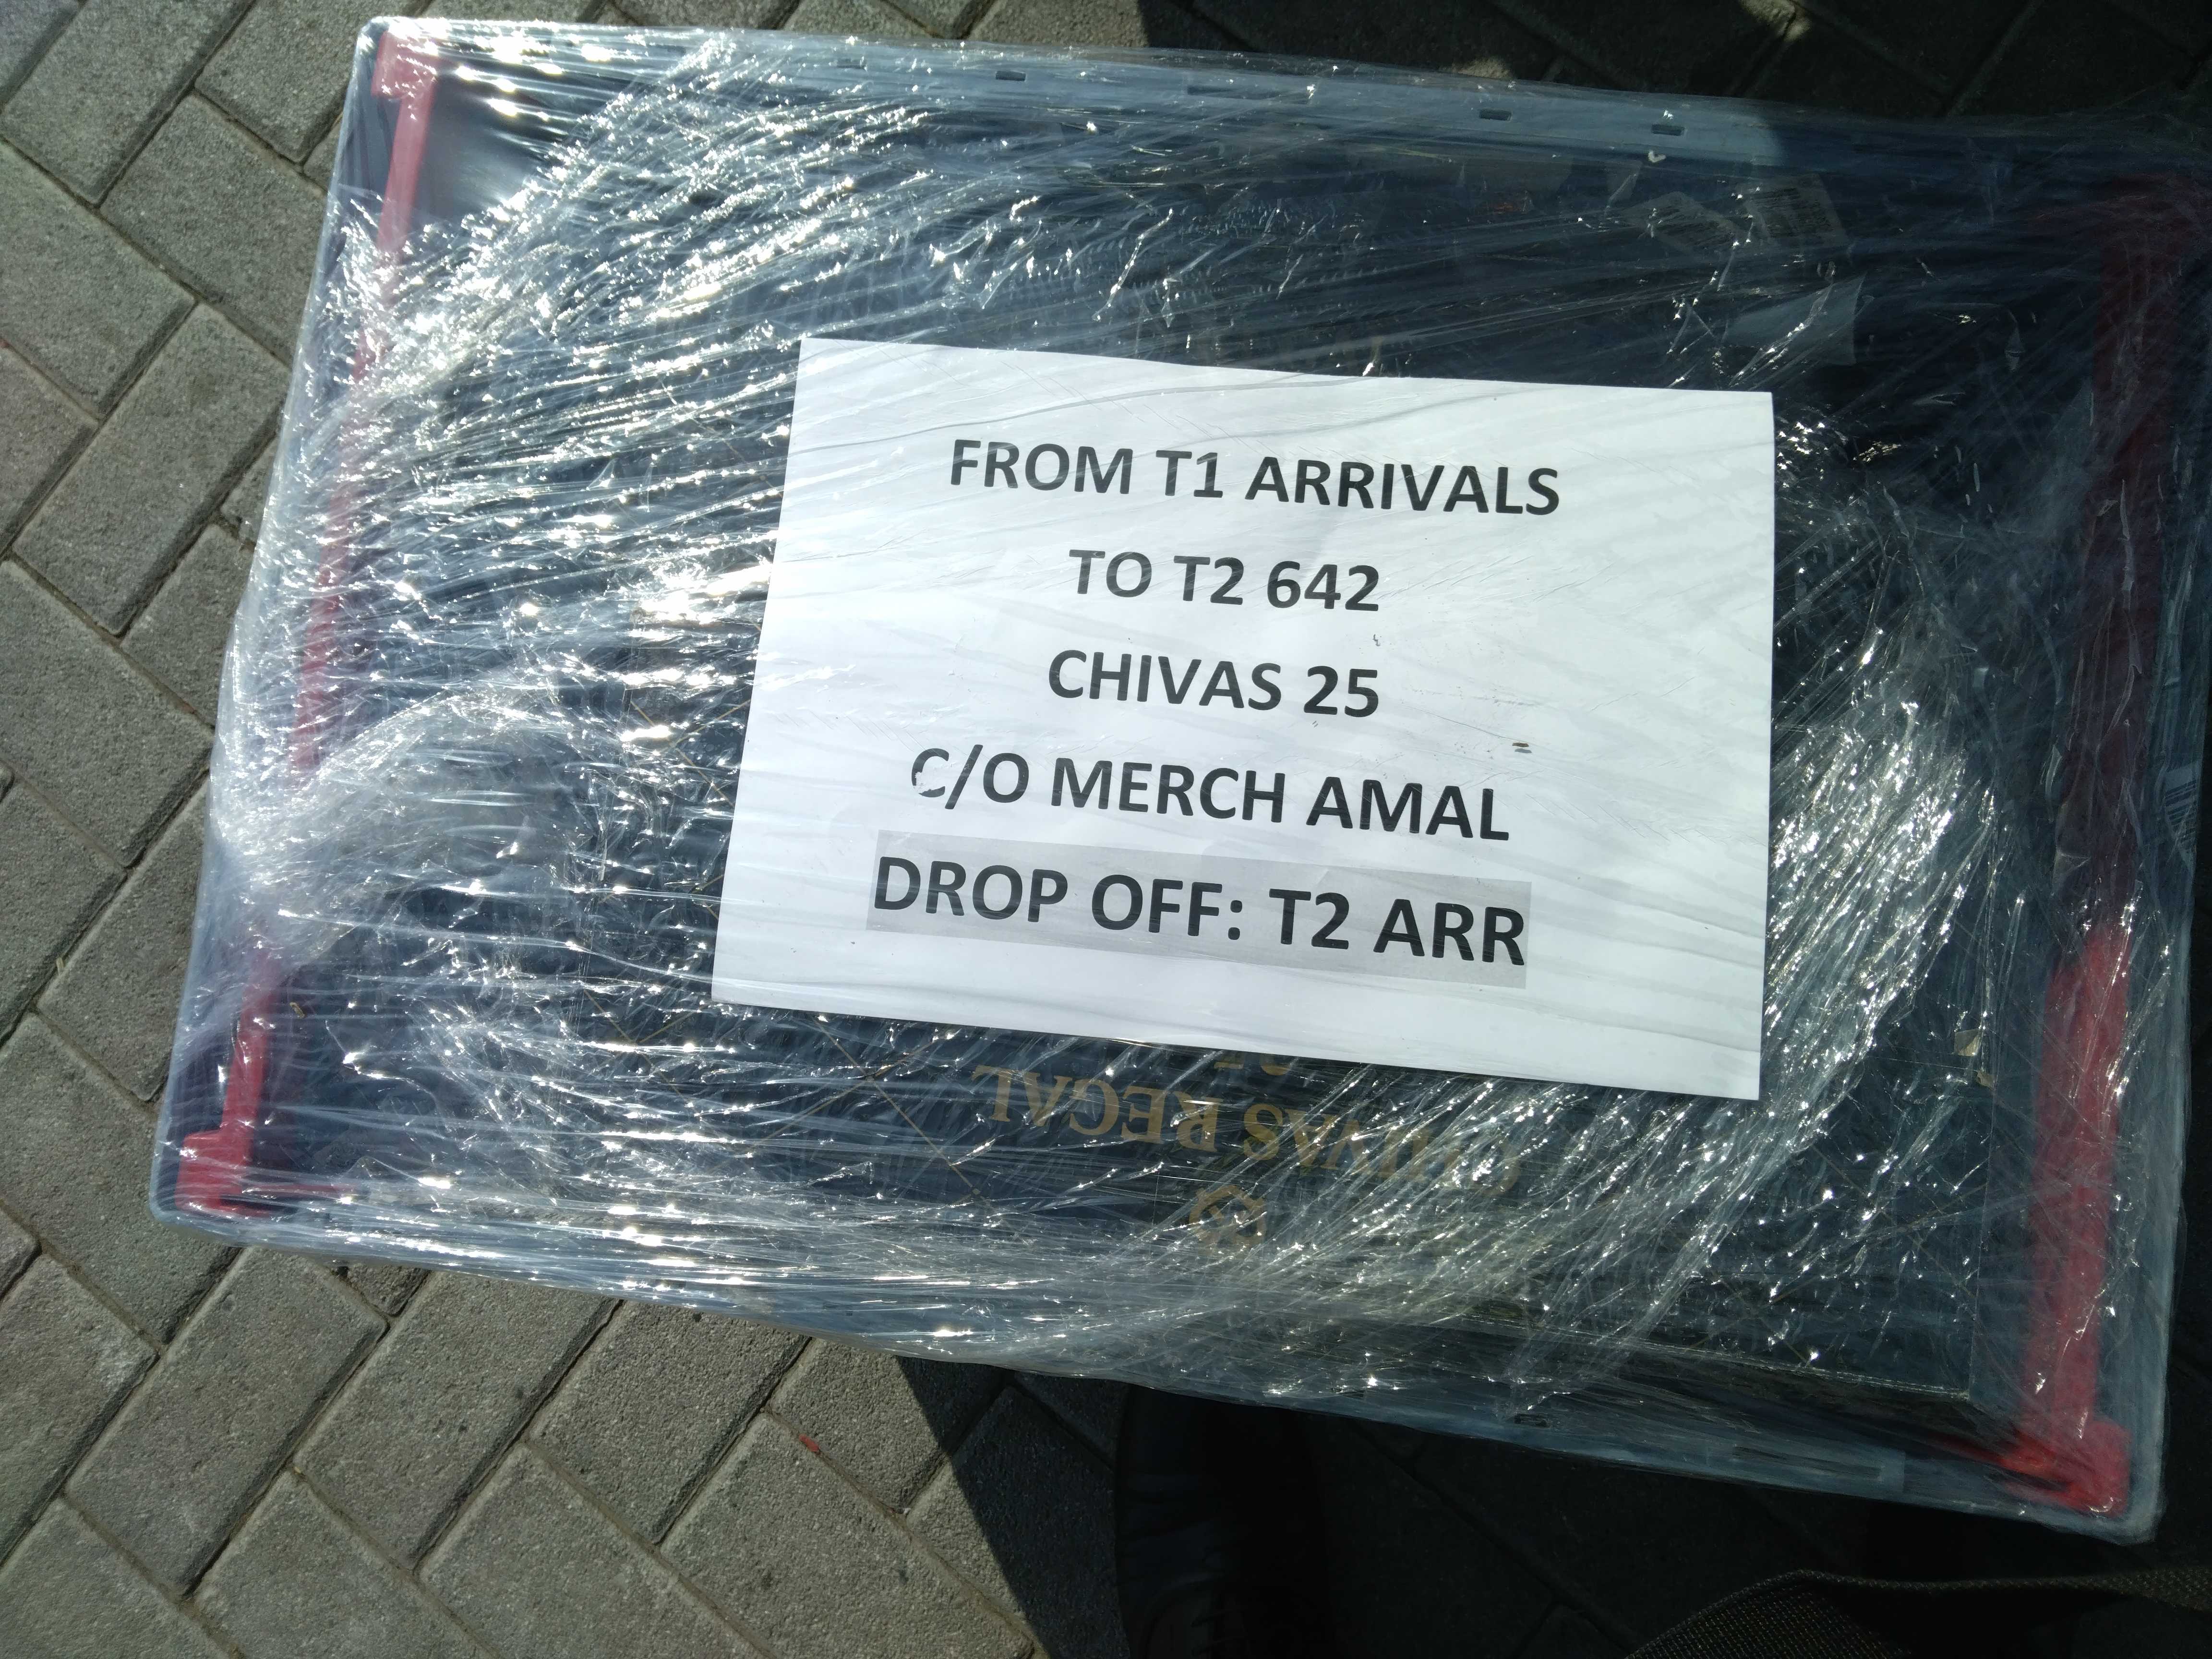 FROM T1 ARRIVALS
TO T2 642
CHIVAS 25
C/O MERCH AMAL
DROP OFF: T2 ARR
CHIVAS REGAL